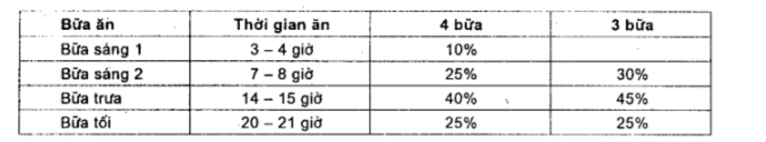 Bữa ăn Thời gian ăn 4 bữa 3 bữa
Bữa sáng 1 3 – 4 giờ 10%
Bữa sáng 2 7 – 8 giờ 25% 30%
Bữa trưa 14 – 15 giờ 40% 45%
Bữa tối 20 – 21 giờ 25% 25%